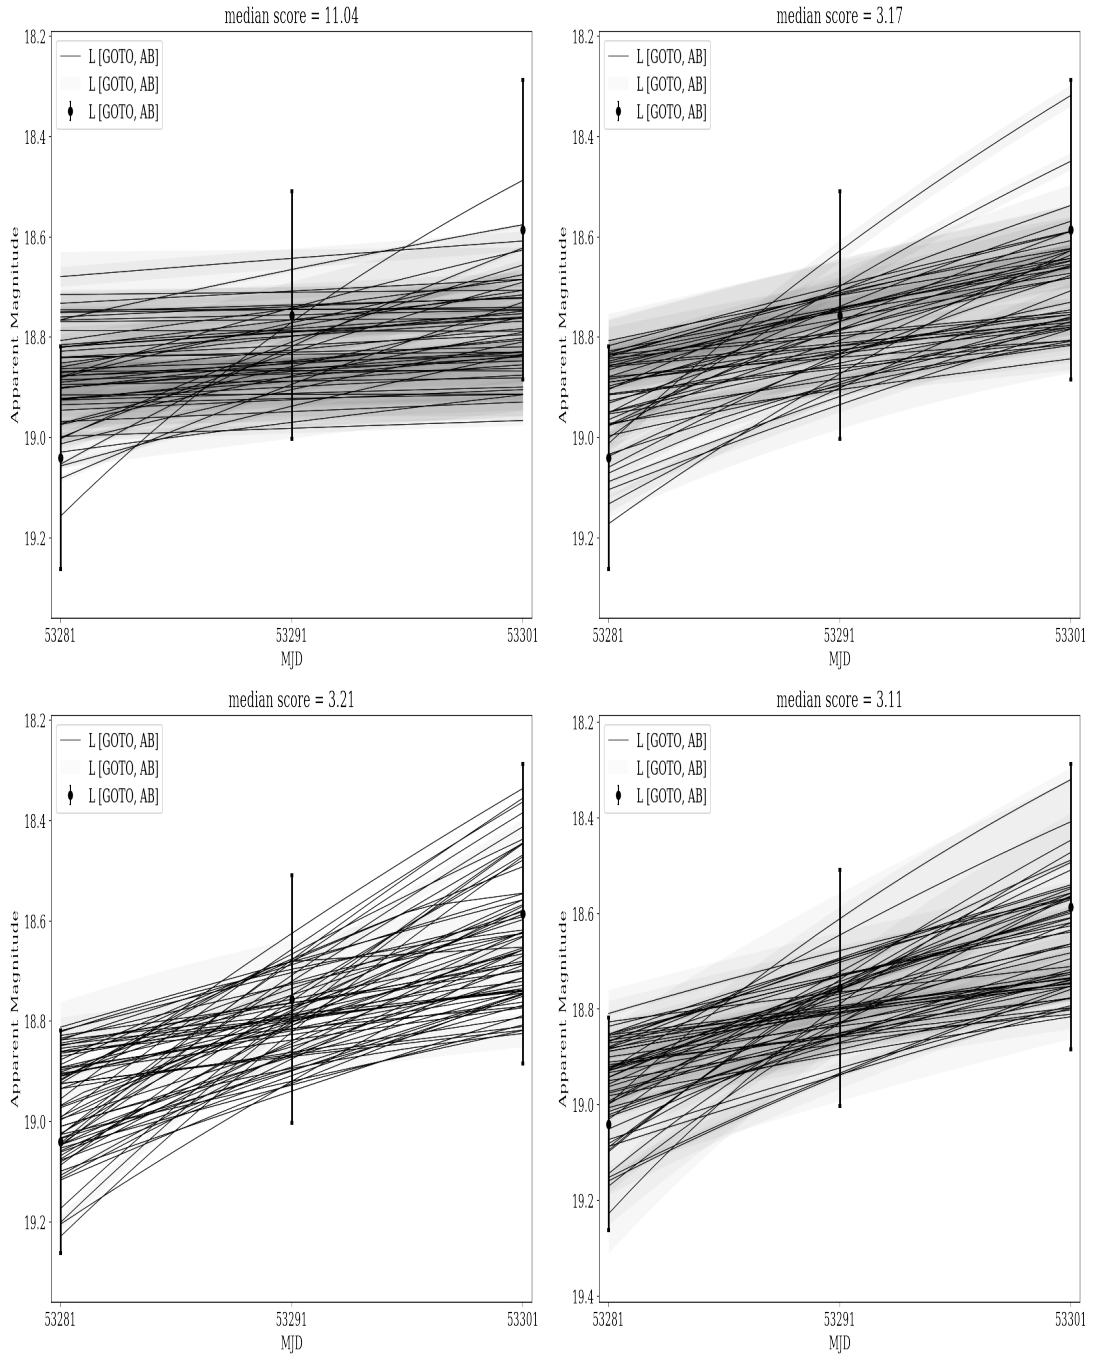 median score = 11.04
18.2
18.4
18.6
18.8
19.0
19.2
Apparent Magnitude
L [GOTO, AB]
L [GOTO, AB]
L [GOTO, AB]
53281
53291
53301
MJD
median score = 3.17
18.2
18.4
18.6
18.8
19.0
19.2
Apparent Magnitude
L [GOTO, AB]
L [GOTO, AB]
L [GOTO, AB]
53281
53291
53301
MJD
median score = 3.21
18.2
18.4
18.6
18.8
19.0
19.2
Apparent Magnitude
L [GOTO, AB]
L [GOTO, AB]
L [GOTO, AB]
53281
53291
53301
MJD
median score = 3.11
18.2
18.4
18.6
18.8
19.0
19.2
19.4
Apparent Magnitude
L [GOTO, AB]
L [GOTO, AB]
L [GOTO, AB]
53281
53291
53301
MJD